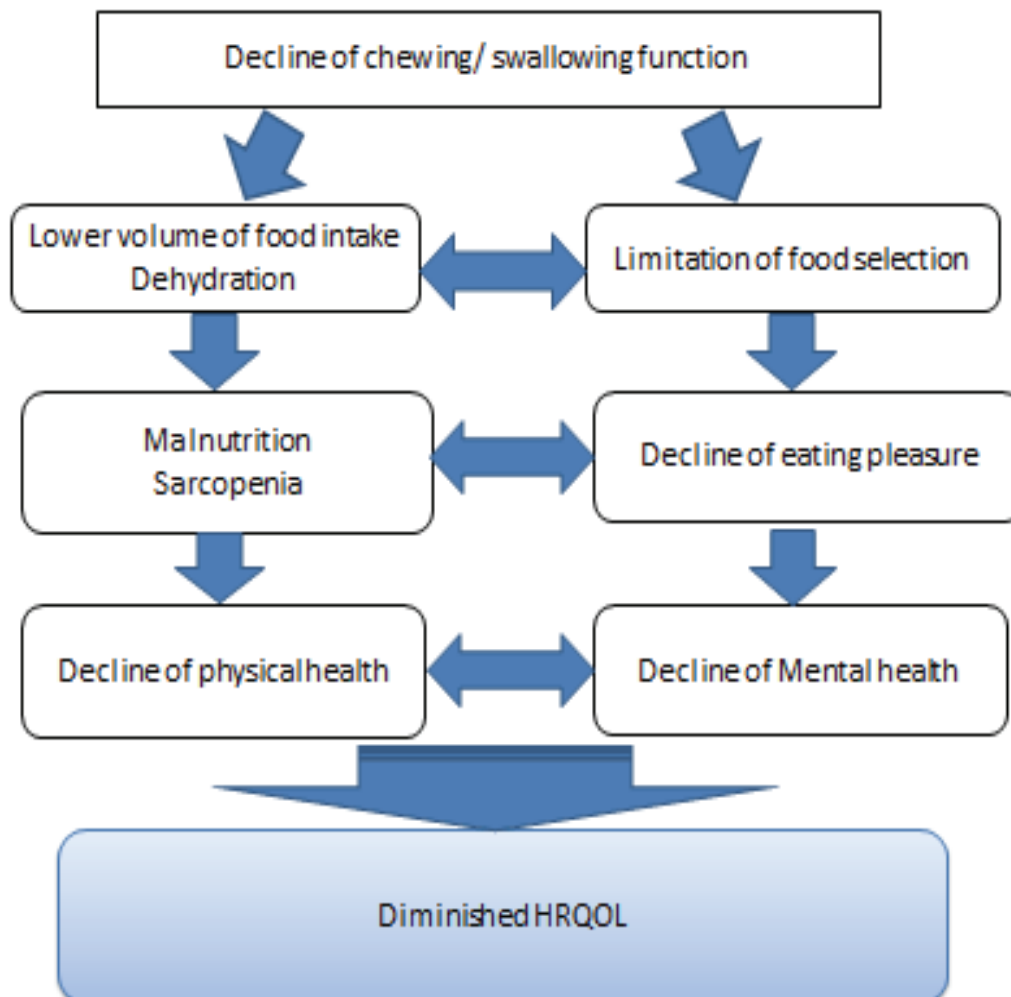 Decline of chewing/ swallowing function
Lower volume of food intake
Dehydration
Limitation of food selection
Malnutrition
Sarcopenia
Decline of eating pleasure
Decline of physical health
Decline of Mental health
Diminished HRQOL